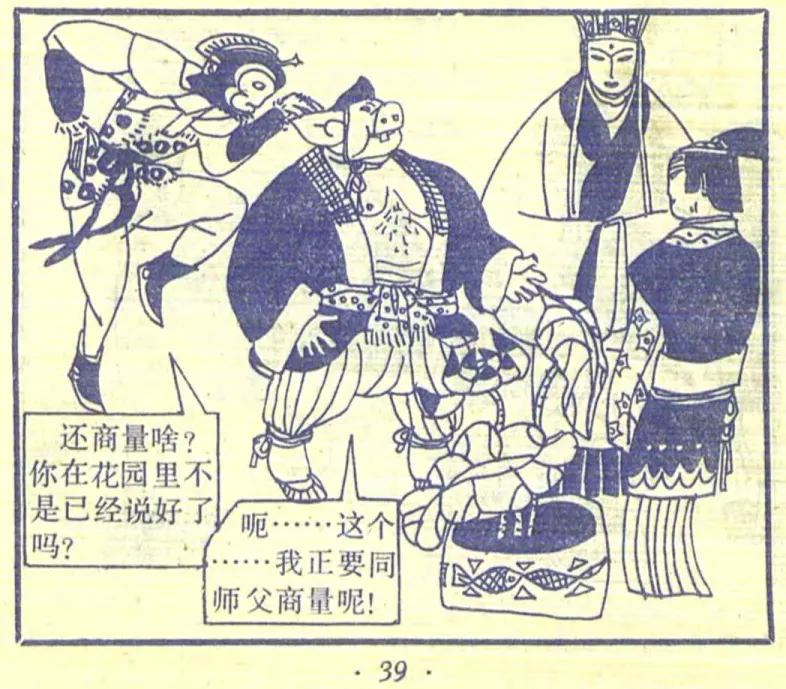 还商量啥?
你在花园里不
是已经说好了
吗?
呃……这个
……我正要同
师父商量呢!
· 39 ·